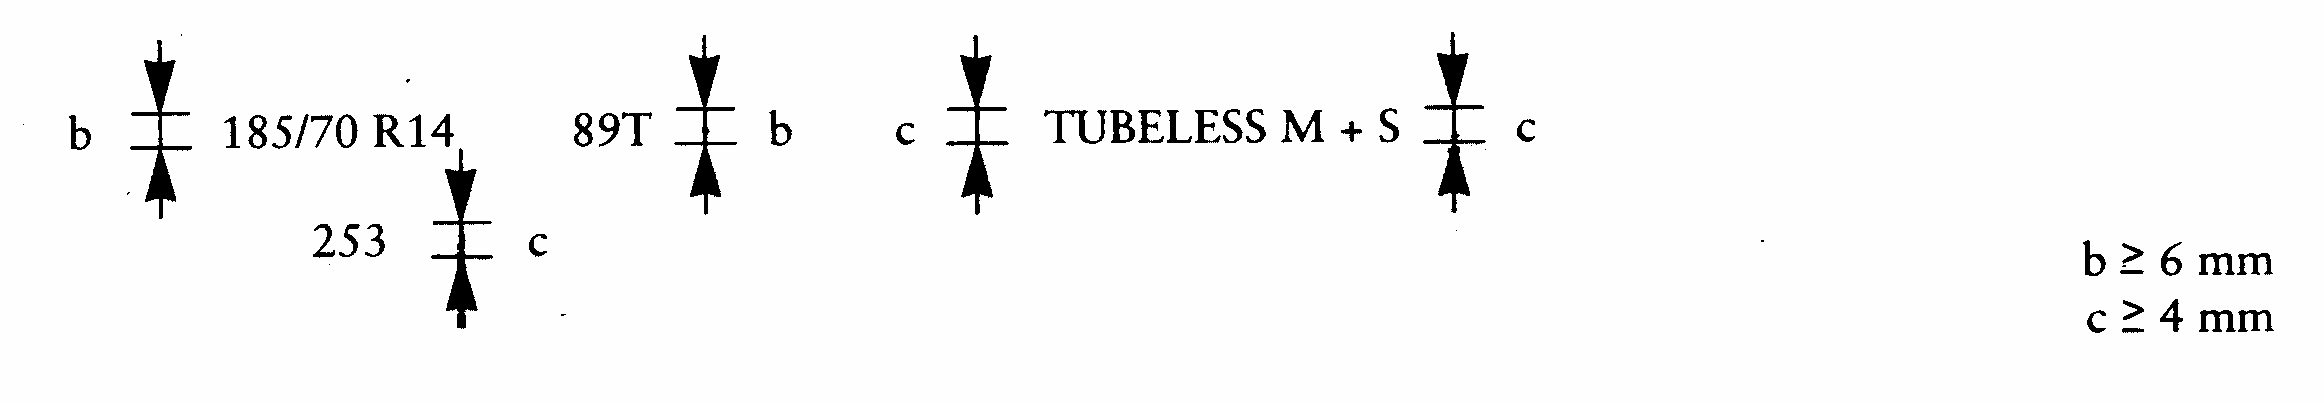 b 185/70 R14 89T b c TUBELESS M + S c
253 c
b ≥ 6 mm
c ≥ 4 mm